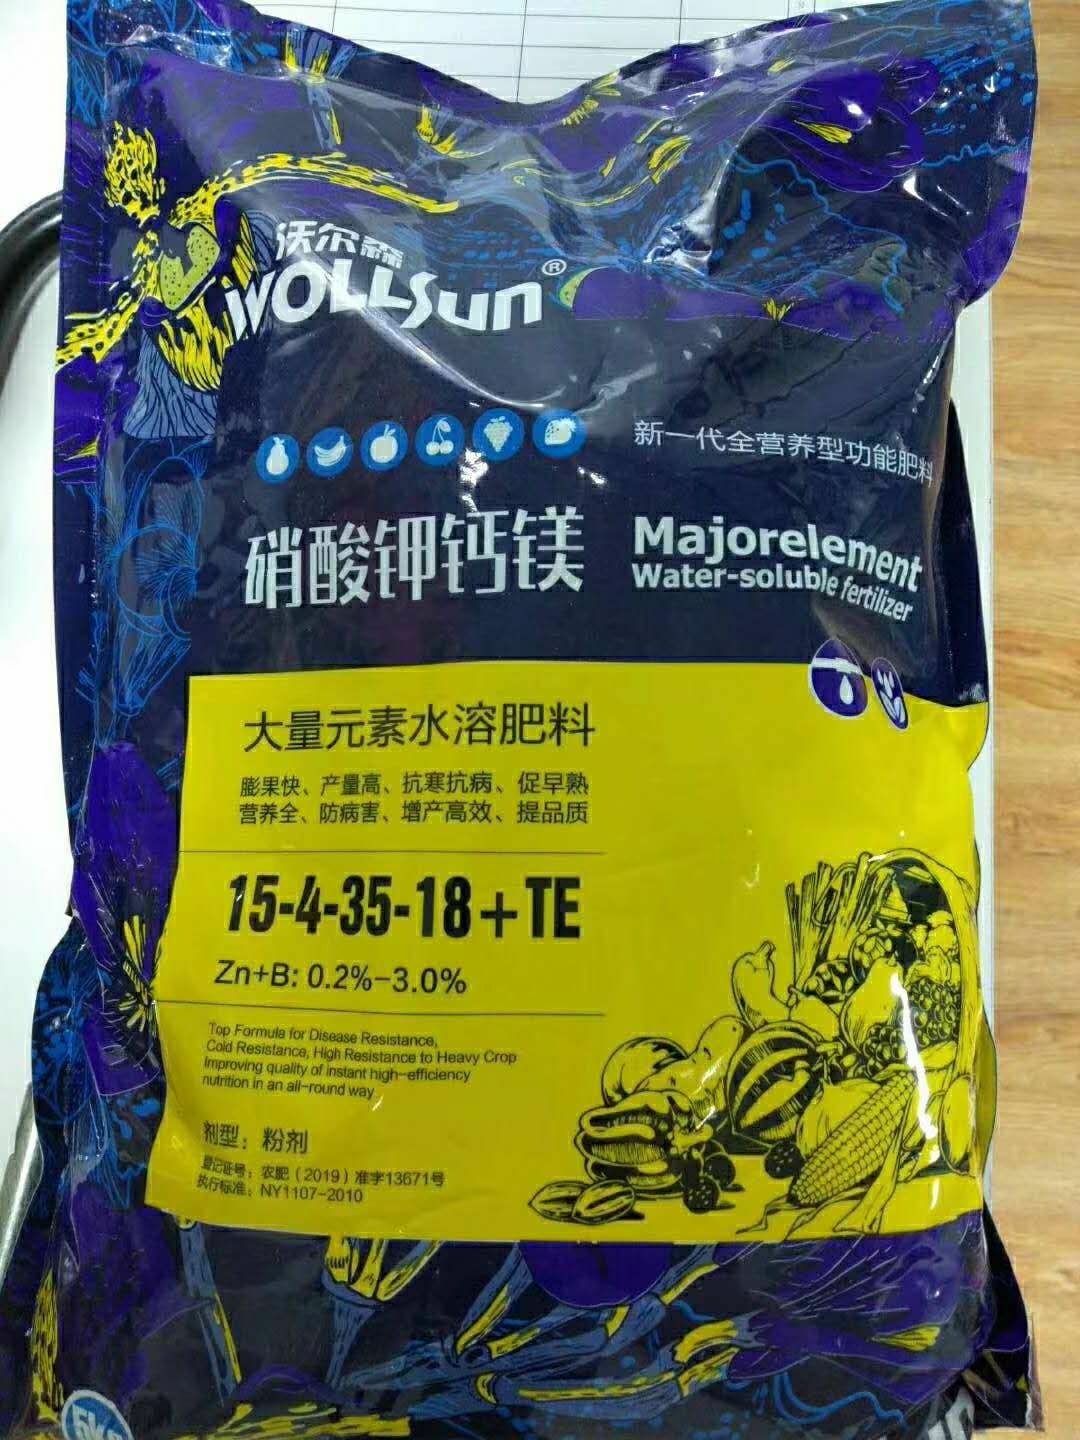 沃尔森
WOLLSun®
新一代全营养型功能肥料
硝酸钾钙镁
Majorelement
Water-soluble fertilizer
大量元素水溶肥料
膨果快、产量高、抗寒抗病、促早熟
营养全、防病害、增产高效、提品质
15-4-35-18+TE
Zn+B: 0.2%-3.0%
Top Formula for Disease Resistance,
Cold Resistance, High Resistance to Heavy Crop
Improving quality of instant high-efficiency
nutrition in an all-round way
剂型：粉剂
登记证号：农肥（2019）准字13671号
执行标准：NY1107-2010
5kg